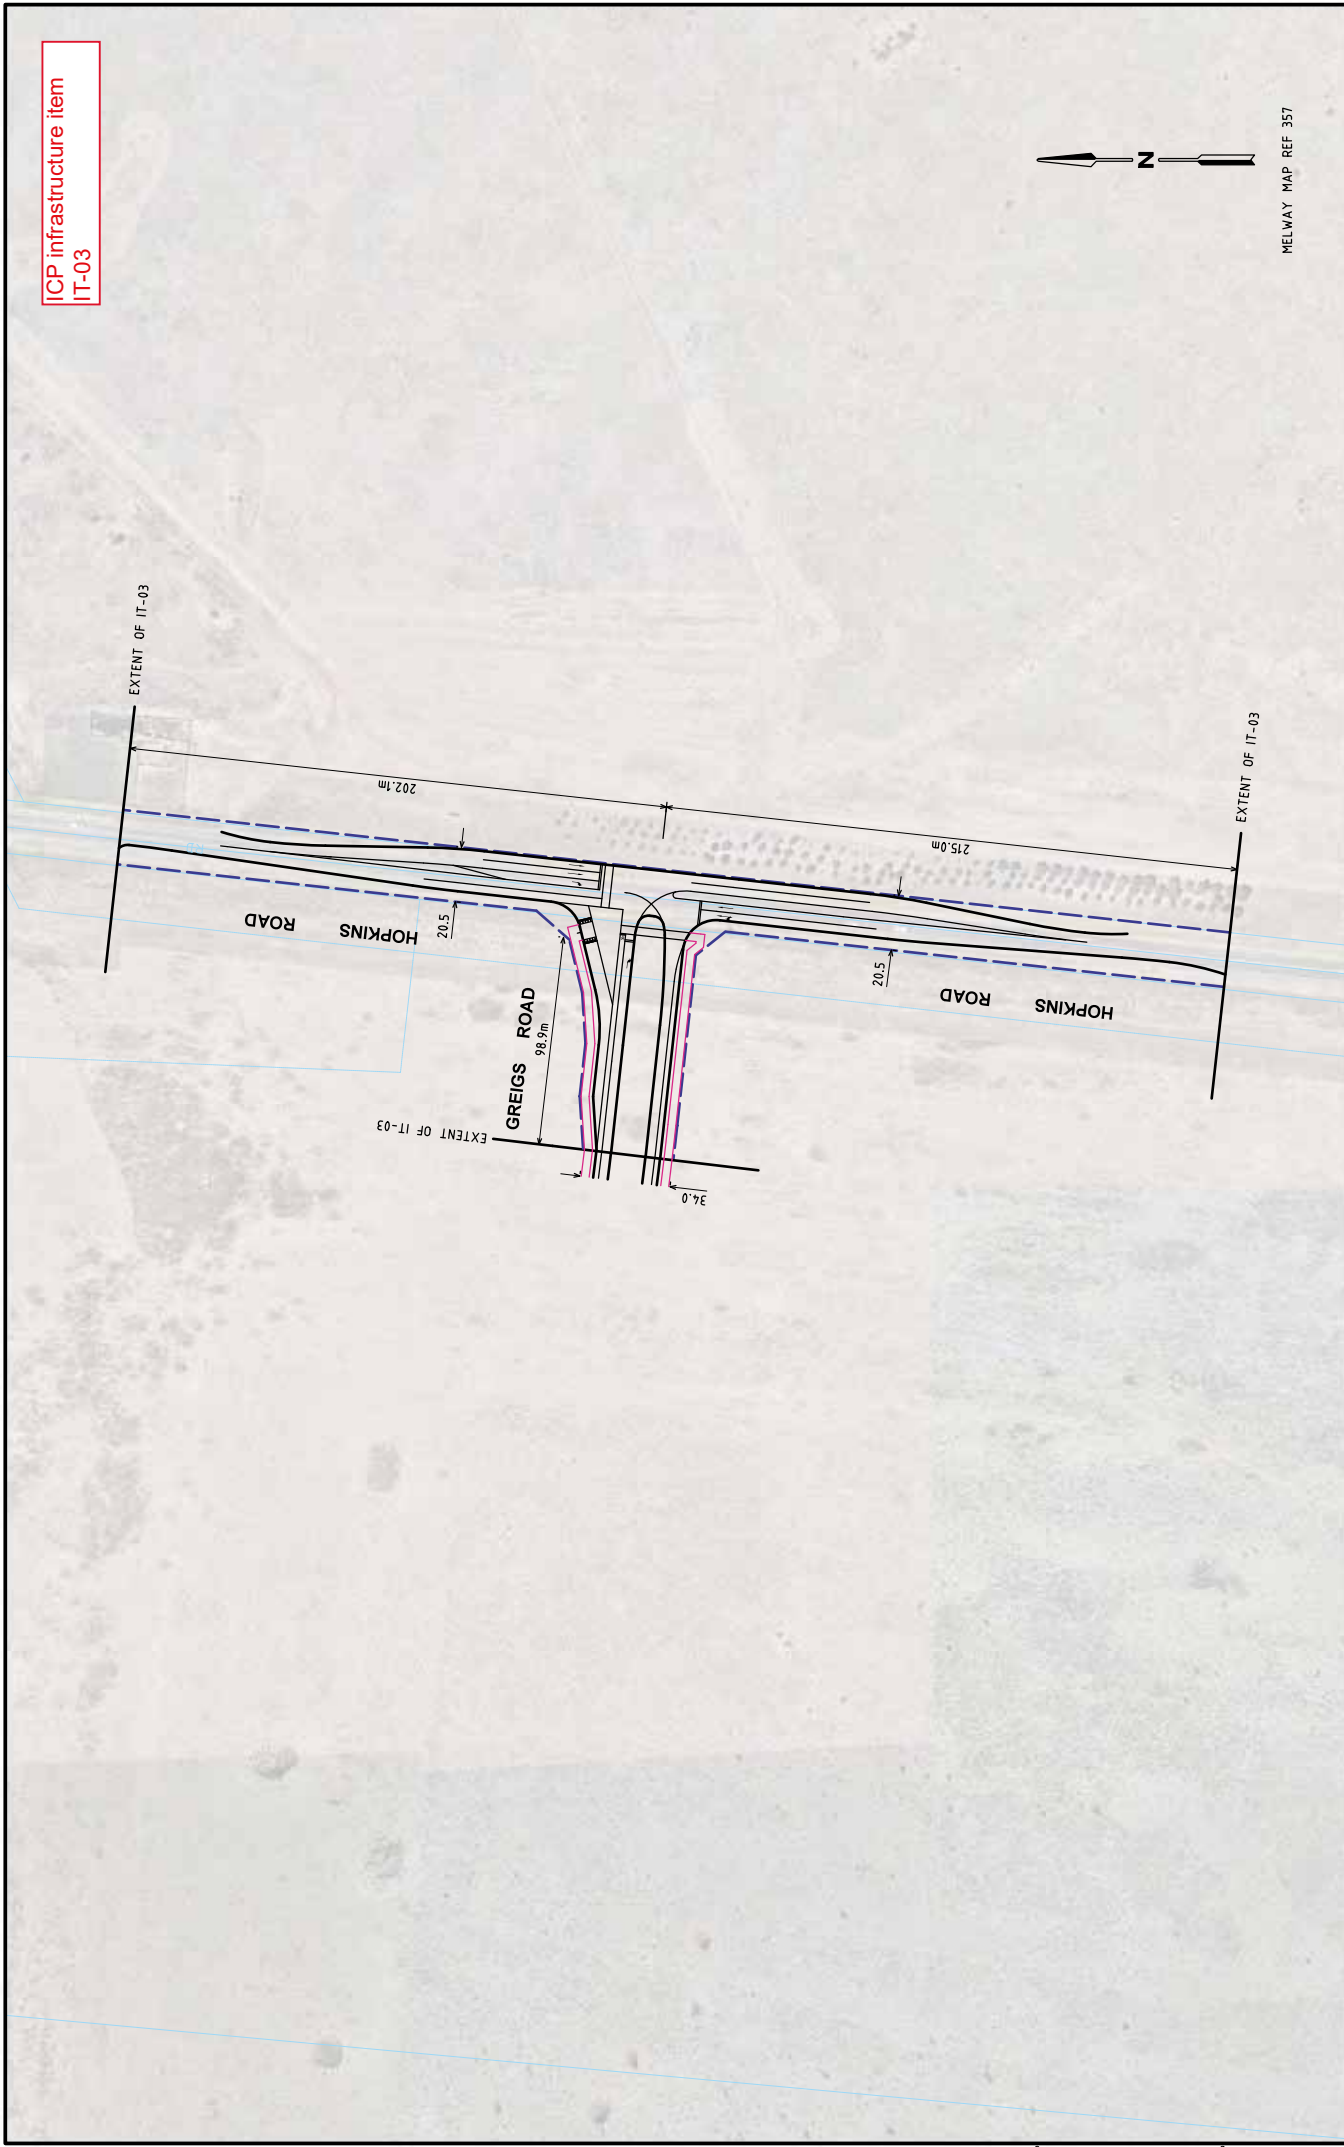 ICP infrastructure item
IT-03
MELWAY MAP REF 357
N
EXTENT OF IT-03
202.1m
215.0m
EXTENT OF IT-03
HOPKINS ROAD
20.5
20.5
HOPKINS ROAD
GREIGS ROAD
98.9m
EXTENT OF IT-03
34.0